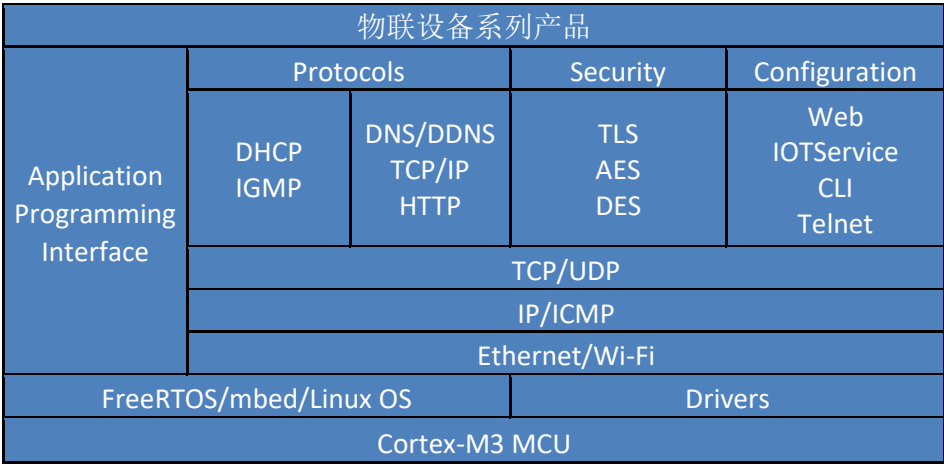 物联设备系列产品
Application
Programming
Interface
Protocols
Security
Configuration
DHCP
IGMP
DNS/DDNS
TCP/IP
HTTP
TLS
AES
DES
Web
IOTService
CLI
Telnet
TCP/UDP
IP/ICMP
Ethernet/Wi-Fi
FreeRTOS/mbed/Linux OS
Drivers
Cortex-M3 MCU